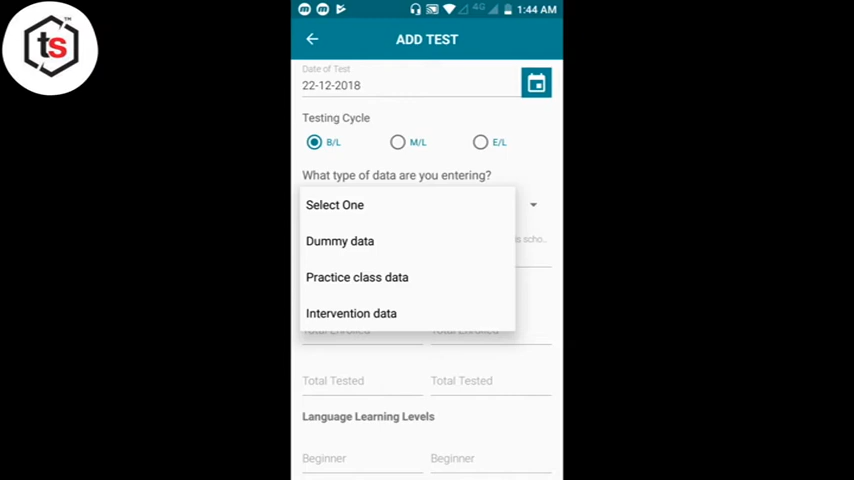 ts
TM
4G
1:44 AM
ADD TEST
Date of Test
22-12-2018
Testing Cycle
B/L M/L E/L
What type of data are you entering?
Select One
Dummy data
Practice class data
Intervention data
Total Enrolled Total Enrolled
Total Tested Total Tested
Language Learning Levels
Beginner Beginner